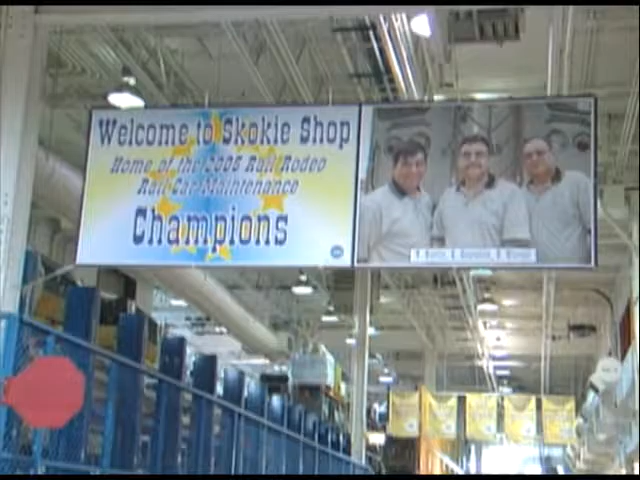 Welcome to Skokie Shop
Home of the 2005 Rail Rodeo
Rail Car Maintenance
Champions